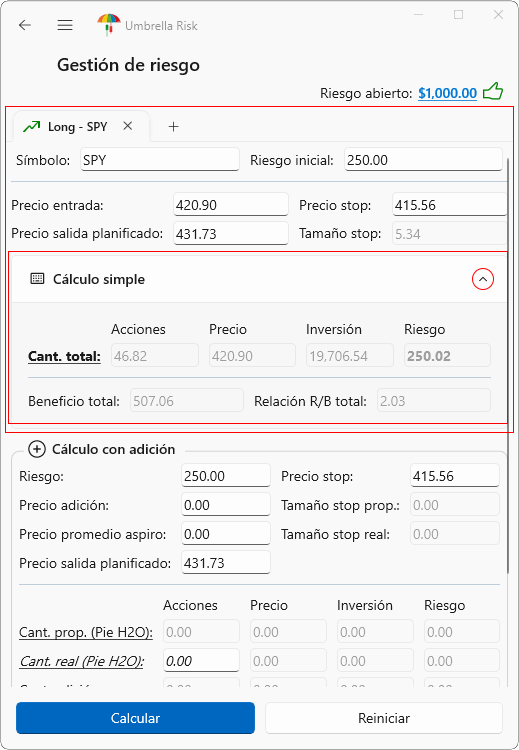 Umbrella Risk
Gestión de riesgo
Riesgo abierto: $1,000.00
Long - SPY
Símbolo: SPY Riesgo inicial: 250.00
Precio entrada: 420.90 Precio stop: 415.56
Precio salida planificado: 431.73 Tamaño stop: 5.34
Cálculo simple
Acciones Precio Inversión Riesgo
Cant. total: 46.82 420.90 19,706.54 250.02
Beneficio total: 507.06 Relación R/B total: 2.03
Cálculo con adición
Riesgo: 250.00 Precio stop: 415.56
Precio adición: 0.00 Tamaño stop prop.: 0.00
Precio promedio aspiro: 0.00 Tamaño stop real: 0.00
Precio salida planificado: 431.73
Acciones Precio Inversión Riesgo
Cant. prop. (Pie H2O): 0.00 0.00 0.00 0.00
Cant. real (Pie H2O): 0.00 0.00 0.00 0.00
Calcular Reiniciar